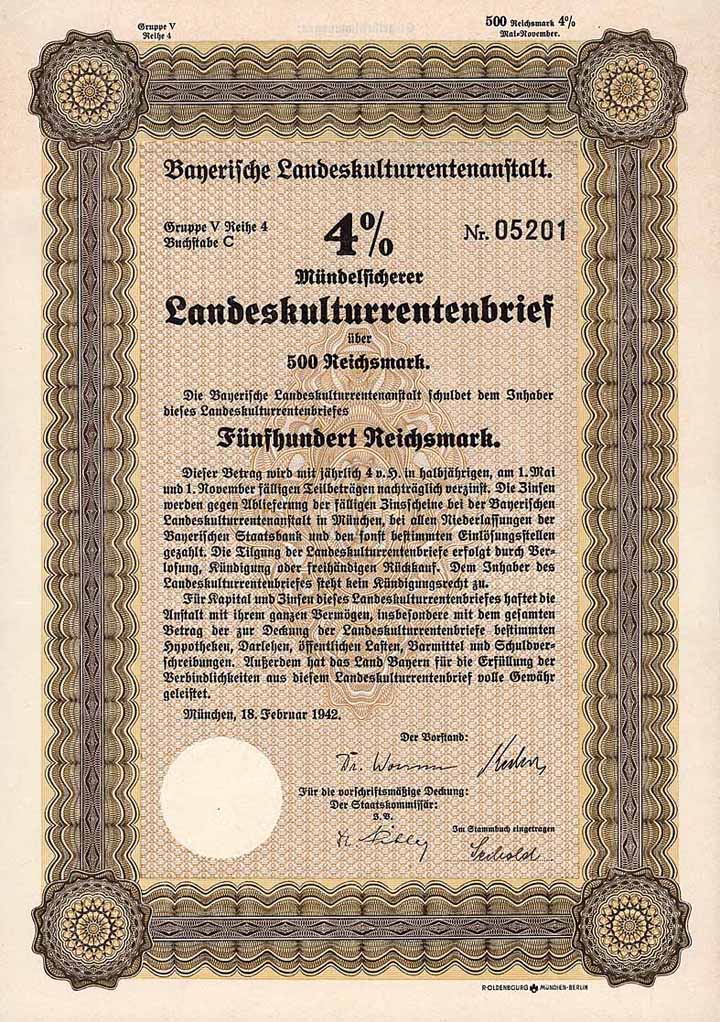 Gruppe V
Reihe 4
500 Reichsmark 4%
Mai-November.
Bayerische Landeskulturrentenanstalt.
Gruppe V Reihe 4
Buchstabe C
4%
Nr. 05201
Mündelsicherer
Landeskulturrentenbrief
über
500 Reichsmark.
Die Bayerische Landeskulturrentenanstalt schuldet dem Inhaber
dieses Landeskulturrentenbriefes
Fünfhundert Reichsmark.
Dieser Betrag wird mit jährlich 4 v.H. in halbjährigen, am 1. Mai
und 1. November fälligen Teilbeträgen nachträglich verzinst. Die Zinsen
werden gegen Ablieferung der fälligen Zinsscheine bei der Bayerischen
Landeskulturrentenanstalt in München, bei allen Niederlassungen der
Bayerischen Staatsbank und den sonst bestimmten Einlösungsstellen
gezahlt. Die Tilgung der Landeskulturrentenbriefe erfolgt durch Ver-
losung, Kündigung oder freihändigen Rückkauf. Dem Inhaber des
Landeskulturrentenbriefes steht kein Kündigungsrecht zu.
Für Kapital und Zinsen dieses Landeskulturrentenbriefes haftet die
Anstalt mit ihrem ganzen Vermögen, insbesondere mit dem gesamten
Betrag der zur Deckung der Landeskulturrentenbriefe bestimmten
Hypotheken, Darlehen, öffentlichen Lasten, Barmittel und Schuldver-
schreibungen. Außerdem hat das Land Bayern für die Erfüllung der
Verbindlichkeiten aus diesem Landeskulturrentenbrief volle Gewähr
geleistet.
München, 18. Februar 1942.
Der Vorstand:
Dr.
Für die vorschriftsmäßige Deckung:
Der Staatskommissär:
I.V.
Im Stammbuch eingetragen
Seibold
R·OLDENBOURG MÜNCHEN-BERLIN